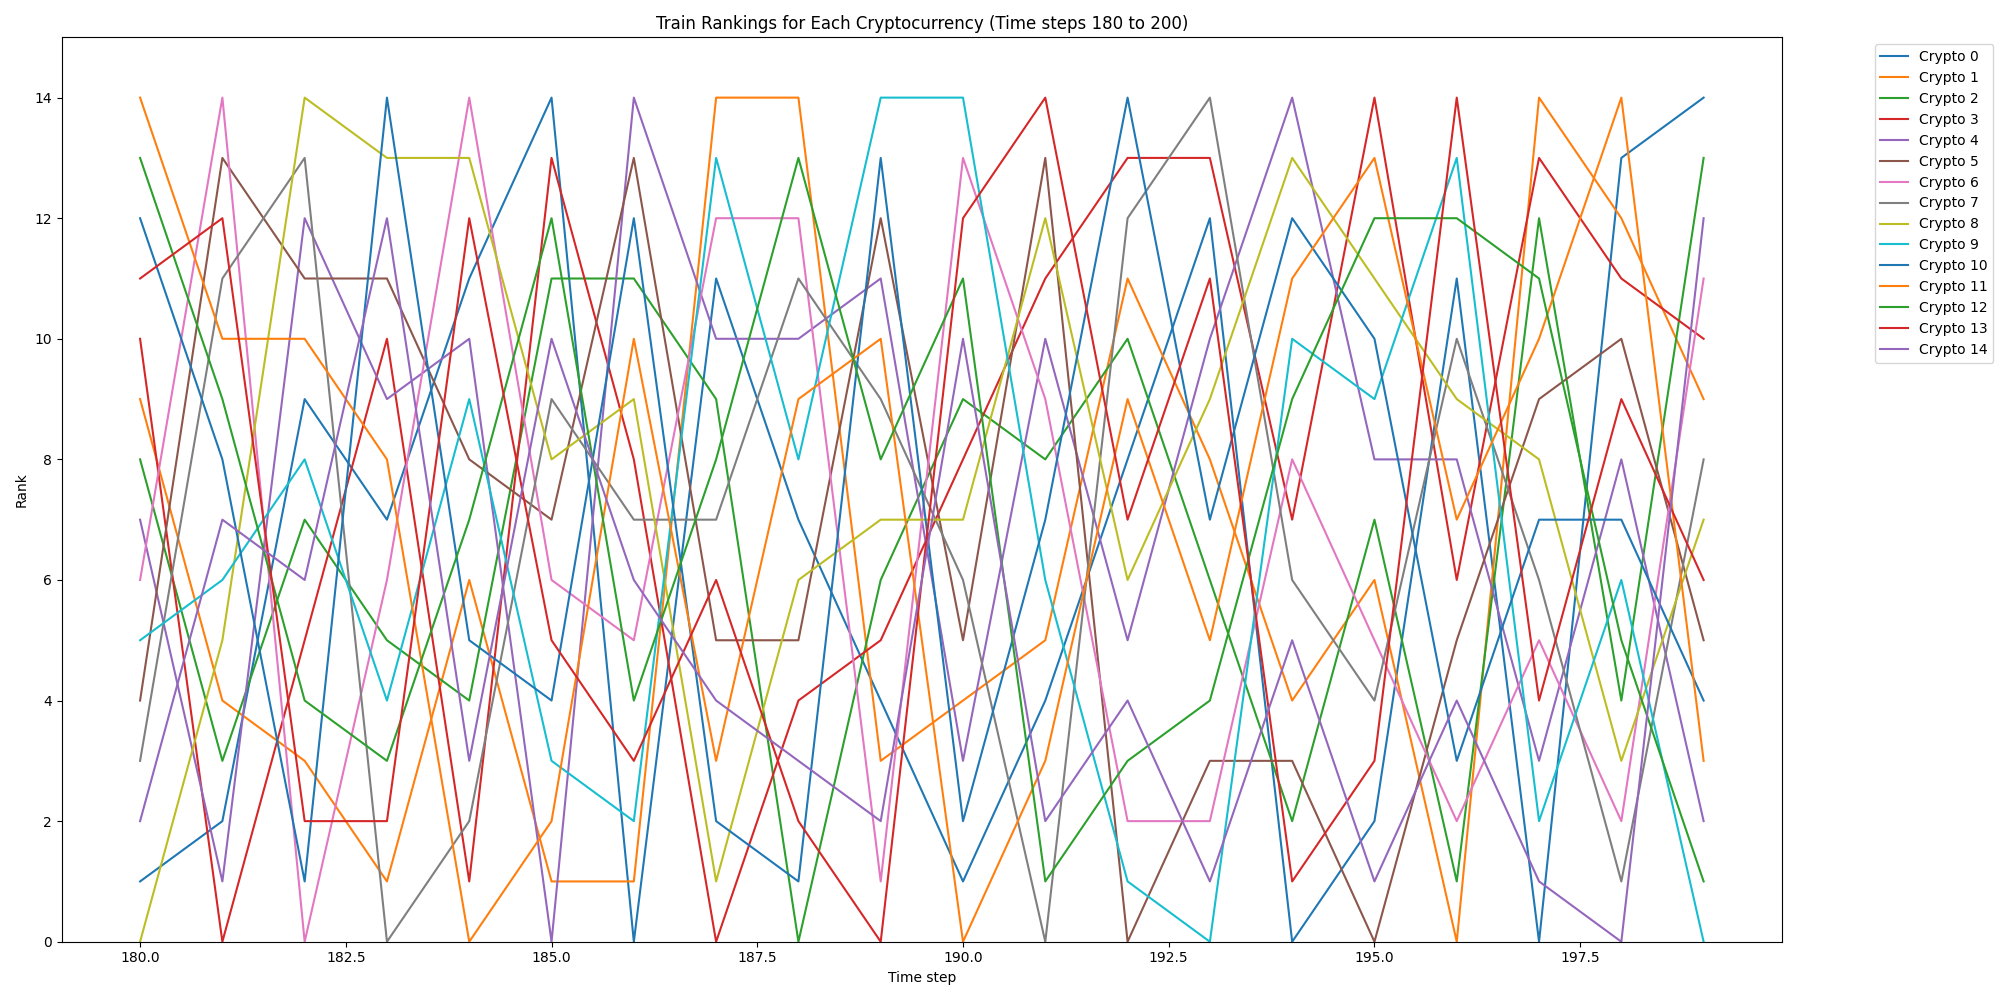 Train Rankings for Each Cryptocurrency (Time steps 180 to 200)
Rank
14
12
10
8
6
4
2
0
180.0 182.5 185.0 187.5 190.0 192.5 195.0 197.5
Time step
Crypto 0
Crypto 1
Crypto 2
Crypto 3
Crypto 4
Crypto 5
Crypto 6
Crypto 7
Crypto 8
Crypto 9
Crypto 10
Crypto 11
Crypto 12
Crypto 13
Crypto 14